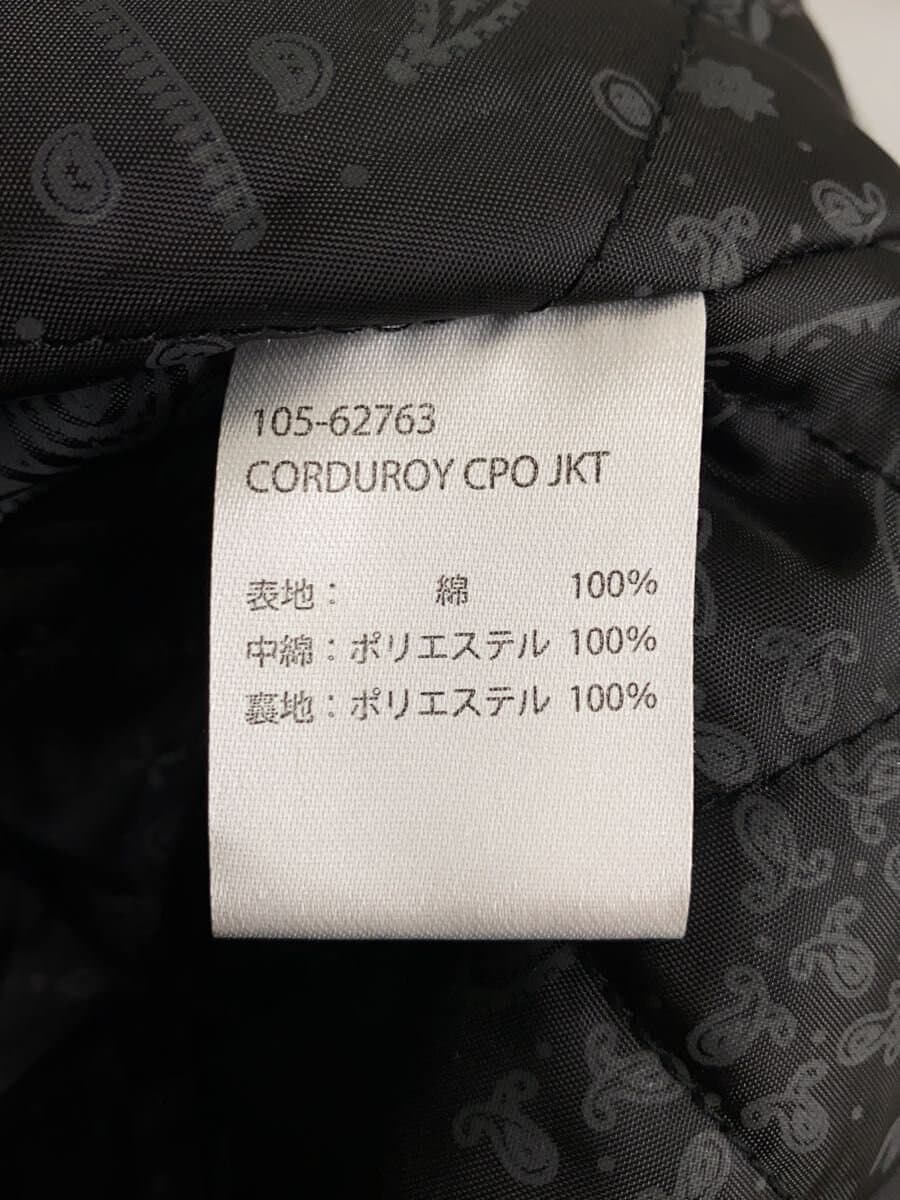 105-62763
CORDUROY CPO JKT
表地： 綿 100%
中綿：ポリエステル 100%
裏地：ポリエステル 100%